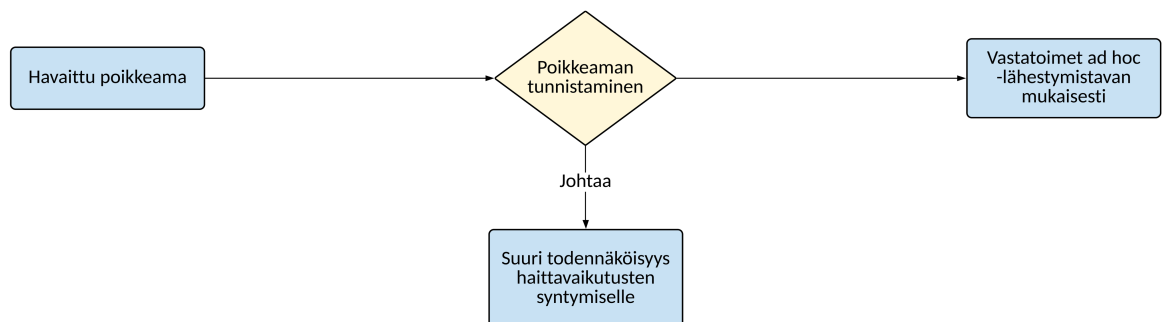 Havaittu poikkeama
Poikkeaman
tunnistaminen
Vastatoimet ad hoc
-lähestymistavan
mukaisesti
Johtaa
Suuri todennäköisyys
haittavaikutusten
syntymiselle